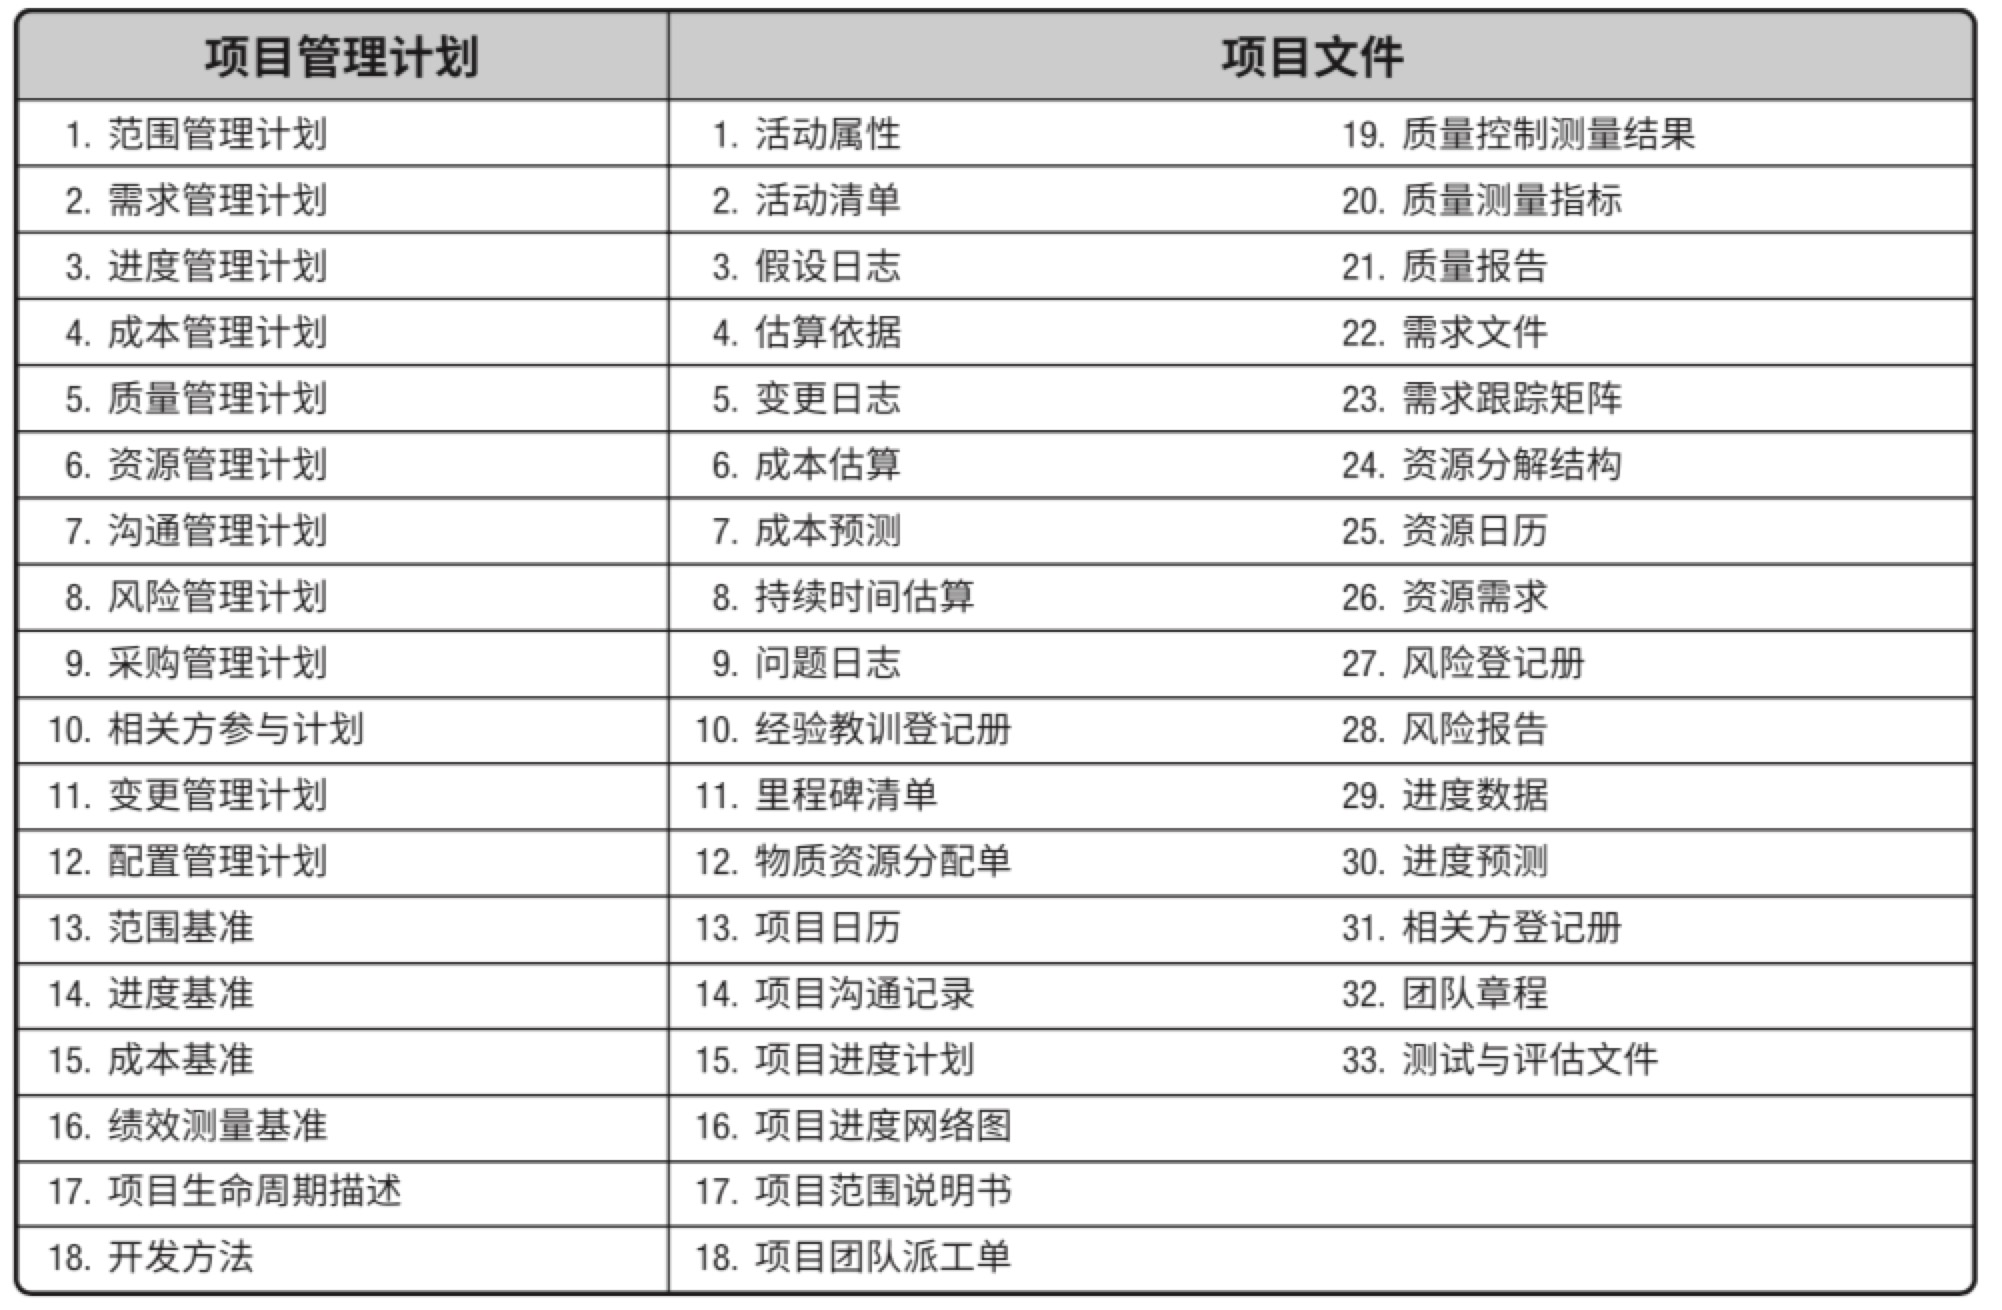 项目管理计划 项目文件
1. 范围管理计划 1. 活动属性 19. 质量控制测量结果
2. 需求管理计划 2. 活动清单 20. 质量测量指标
3. 进度管理计划 3. 假设日志 21. 质量报告
4. 成本管理计划 4. 估算依据 22. 需求文件
5. 质量管理计划 5. 变更日志 23. 需求跟踪矩阵
6. 资源管理计划 6. 成本估算 24. 资源分解结构
7. 沟通管理计划 7. 成本预测 25. 资源日历
8. 风险管理计划 8. 持续时间估算 26. 资源需求
9. 采购管理计划 9. 问题日志 27. 风险登记册
10. 相关方参与计划 10. 经验教训登记册 28. 风险报告
11. 变更管理计划 11. 里程碑清单 29. 进度数据
12. 配置管理计划 12. 物质资源分配单 30. 进度预测
13. 范围基准 13. 项目日历 31. 相关方登记册
14. 进度基准 14. 项目沟通记录 32. 团队章程
15. 成本基准 15. 项目进度计划 33. 测试与评估文件
16. 绩效测量基准 16. 项目进度网络图
17. 项目生命周期描述 17. 项目范围说明书
18. 开发方法 18. 项目团队派工单